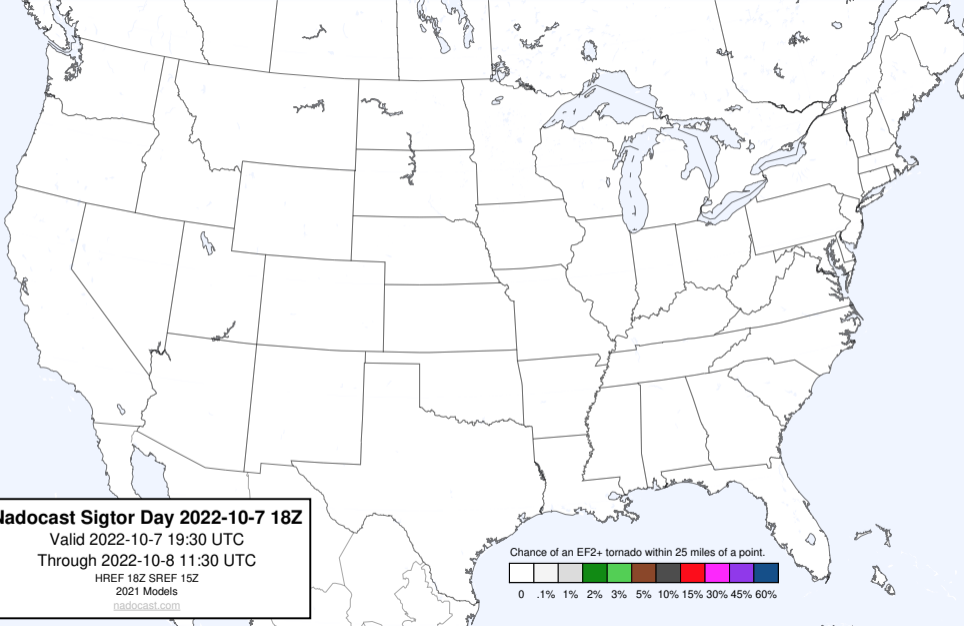 Nadocast Sigtor Day 2022-10-7 18Z
Valid 2022-10-7 19:30 UTC
Through 2022-10-8 11:30 UTC
HREF 18Z SREF 15Z
2021 Models
nadocast.com
Chance of an EF2+ tornado within 25 miles of a point.
0 .1% 1% 2% 3% 5% 10% 15% 30% 45% 60%